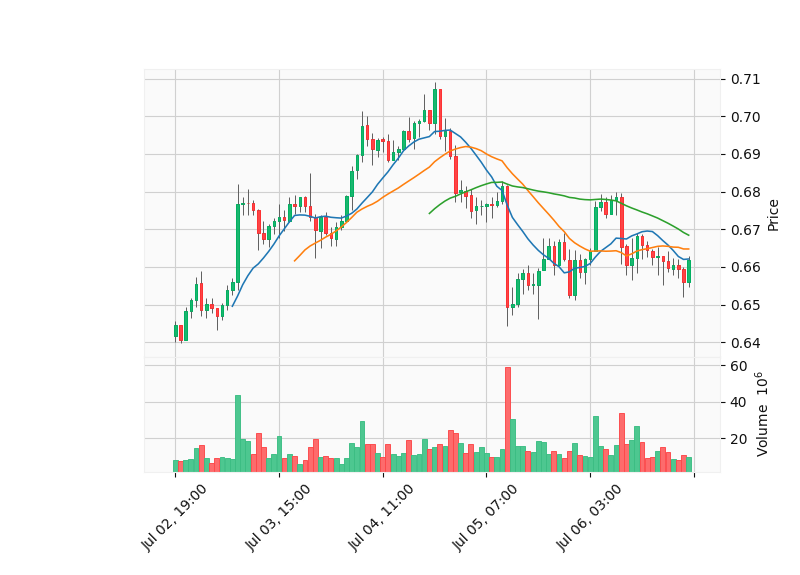 0.71
0.70
0.69
0.68
0.67
0.66
0.65
0.64
Price
60
40
20
Volume 10^6
Jul 02, 19:00
Jul 03, 15:00
Jul 04, 11:00
Jul 05, 07:00
Jul 06, 03:00